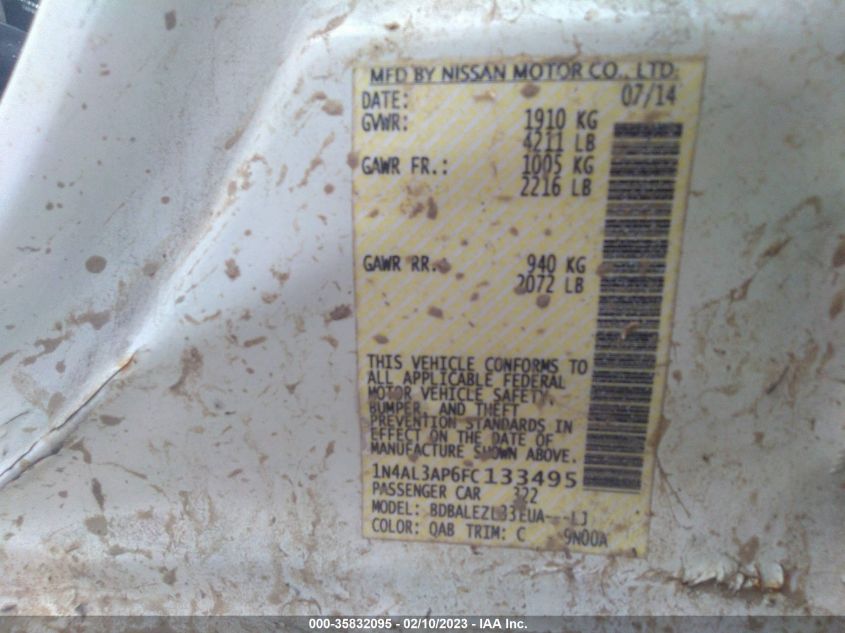 MFD BY NISSAN MOTOR CO., LTD.
DATE: 07/14
GVWR: 1910 KG
4211 LB
GAWR FR.: 1005 KG
2216 LB
GAWR RR.: 940 KG
2072 LB
THIS VEHICLE CONFORMS TO
ALL APPLICABLE FEDERAL
MOTOR VEHICLE SAFETY,
BUMPER, AND THEFT
PREVENTION STANDARDS IN
EFFECT ON THE DATE OF
MANUFACTURE SHOWN ABOVE.
1N4AL3AP6FC133495
PASSENGER CAR 322
MODEL: LJ
COLOR: QAB TRIM: C 9N00A
000-35832095 - 02/10/2023 - IAA Inc.